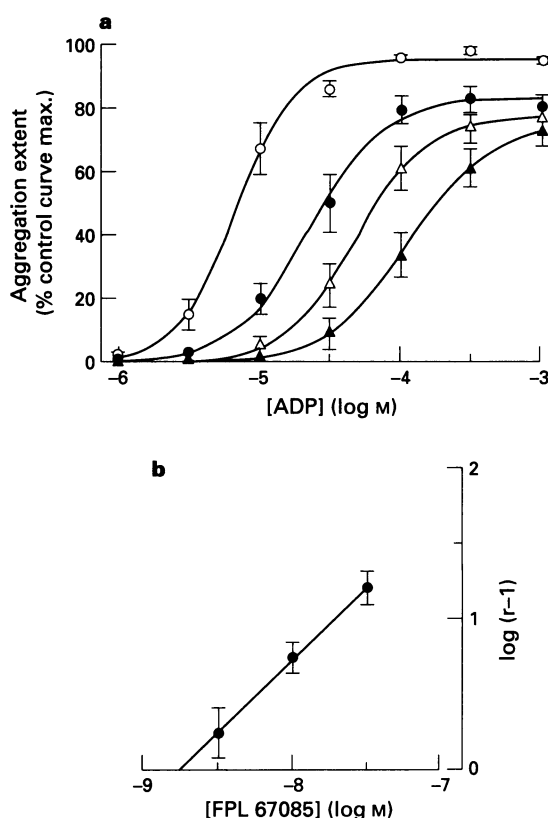 a
Aggregation extent
(% control curve max.)
100
80
60
40
20
0
–6
–5
–4
–3
[ADP] (log M)
b
2
1
0
log (r–1)
–9
–8
–7
[FPL 67085] (log M)